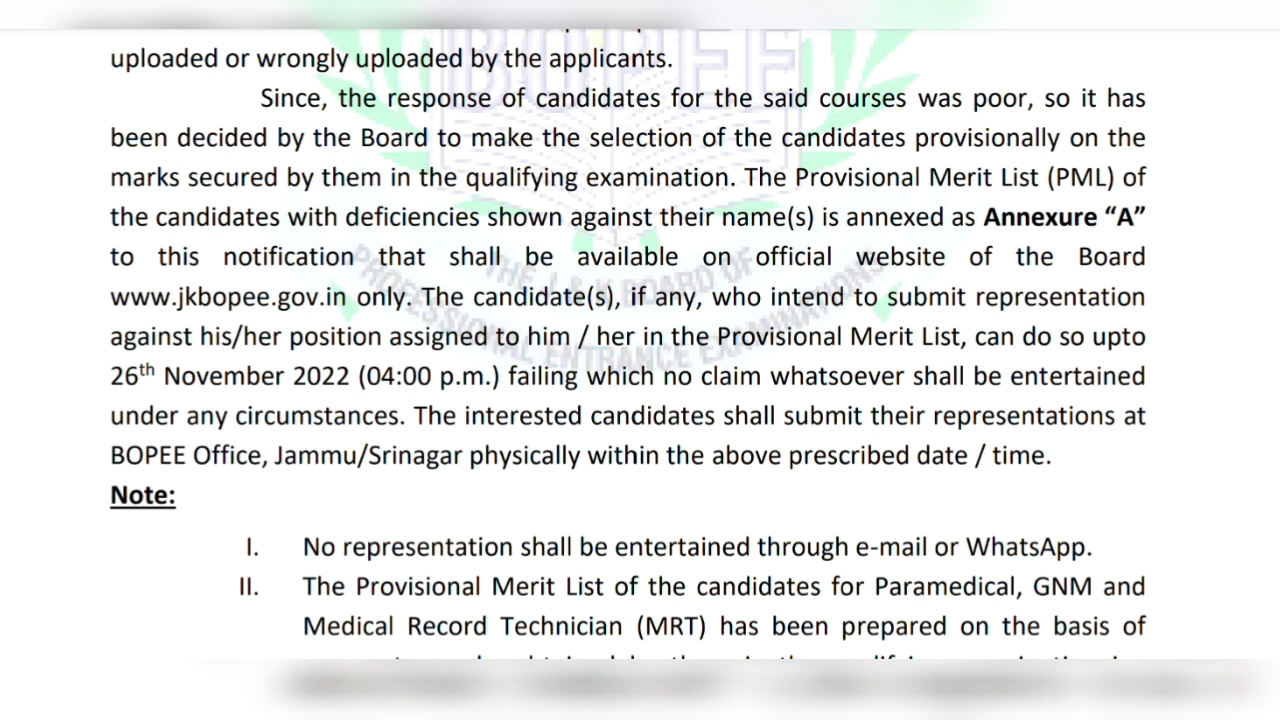 BOPEE
uploaded or wrongly uploaded by the applicants.
Since, the response of candidates for the said courses was poor, so it has
been decided by the Board to make the selection of the candidates provisionally on the
marks secured by them in the qualifying examination. The Provisional Merit List (PML) of
the candidates with deficiencies shown against their name(s) is annexed as Annexure “A”
to this notification that shall be available on official website of the Board
www.jkbopee.gov.in only. The candidate(s), if any, who intend to submit representation
against his/her position assigned to him / her in the Provisional Merit List, can do so upto
26th November 2022 (04:00 p.m.) failing which no claim whatsoever shall be entertained
under any circumstances. The interested candidates shall submit their representations at
BOPEE Office, Jammu/Srinagar physically within the above prescribed date / time.
THE J & K BOARD OF
PROFESSIONAL ENTRANCE EXAMINATIONS
Note:
I. No representation shall be entertained through e-mail or WhatsApp.
II. The Provisional Merit List of the candidates for Paramedical, GNM and
Medical Record Technician (MRT) has been prepared on the basis of